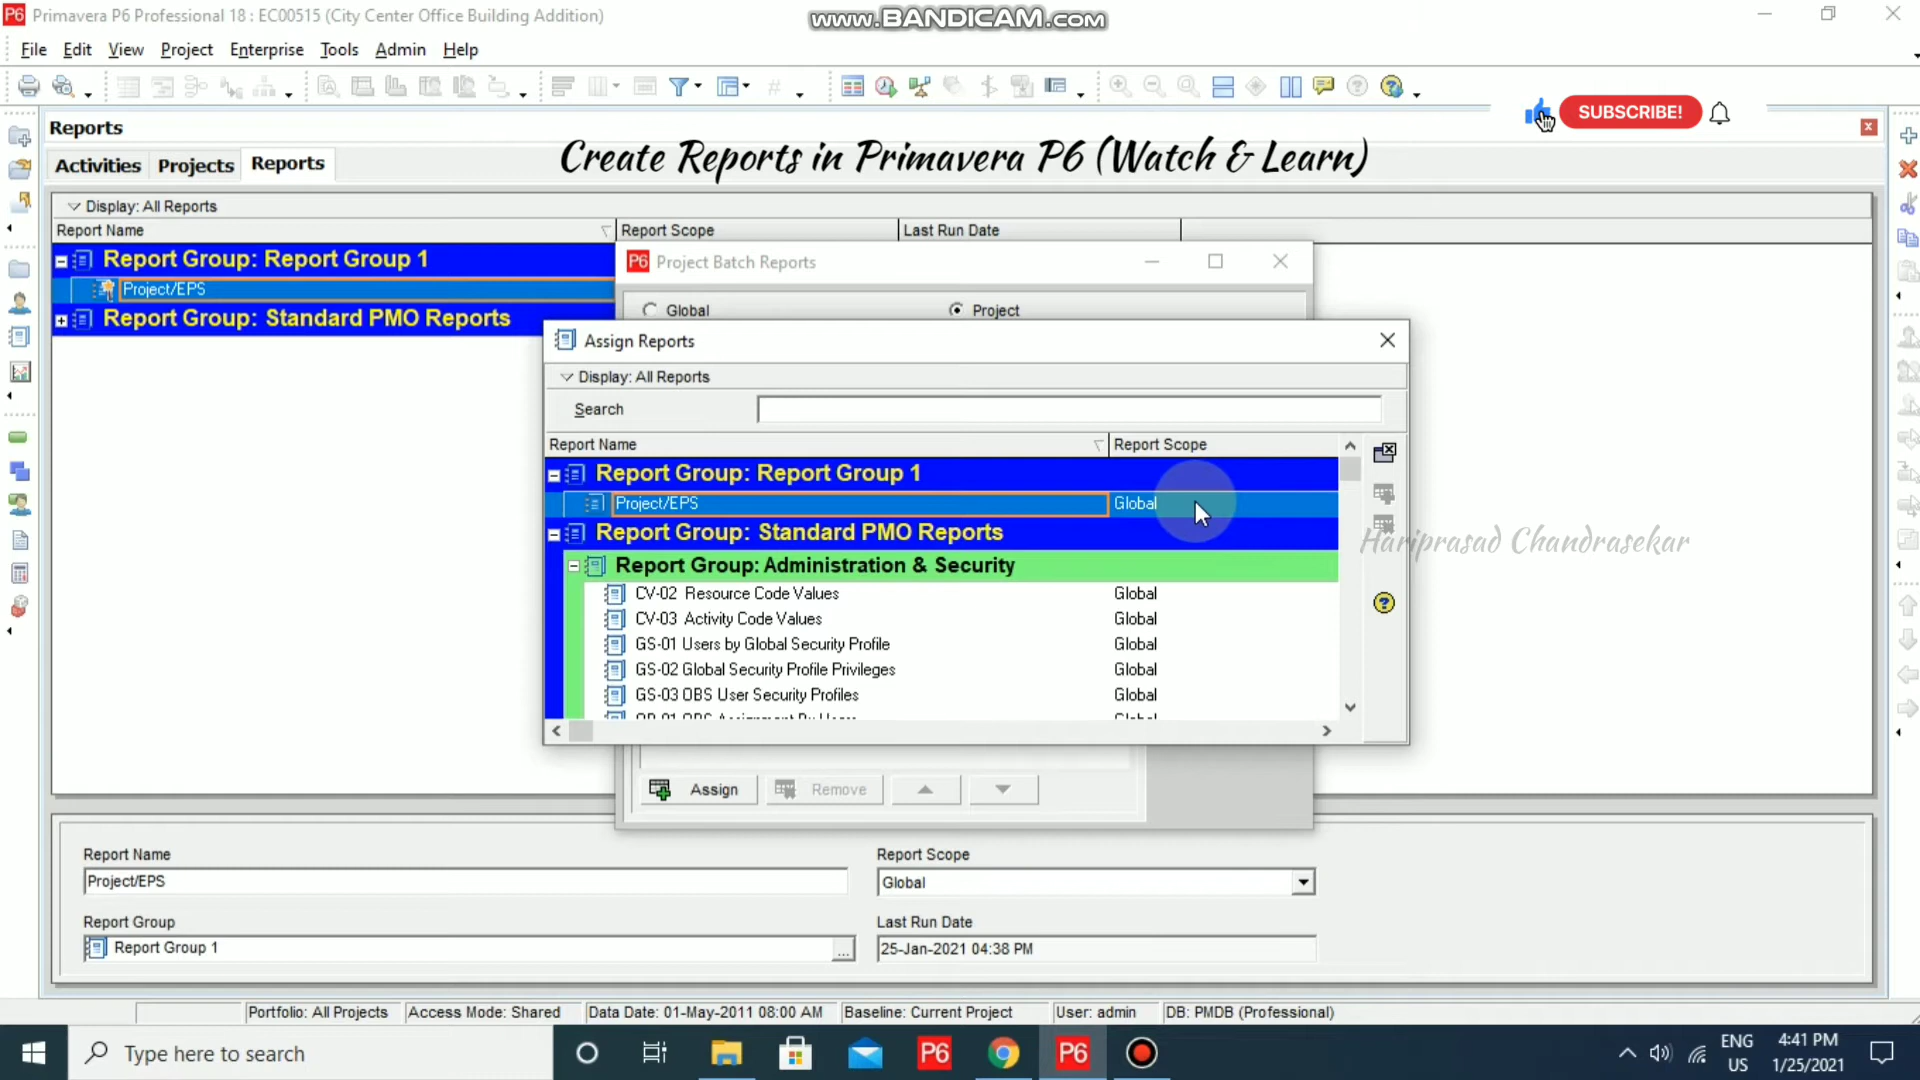 Primavera P6 Professional 18 : EC00515 (City Center Office Building Addition)
www.BANDICAM.com
File Edit View Project Enterprise Tools Admin Help
SUBSCRIBE!
Reports
Create Reports in Primavera P6 (Watch & Learn)
Activities Projects Reports
Display: All Reports
Report Name Report Scope Last Run Date
Report Group: Report Group 1
Project/EPS
Report Group: Standard PMO Reports
P6 Project Batch Reports
Global Project
Assign Reports
Display: All Reports
Search
Report Name Report Scope
Report Group: Report Group 1
Project/EPS Global
Report Group: Standard PMO Reports
Hariprasad Chandrasekar
Report Group: Administration & Security
CV-02 Resource Code Values Global
CV-03 Activity Code Values Global
GS-01 Users by Global Security Profile Global
GS-02 Global Security Profile Privileges Global
GS-03 OBS User Security Profiles Global
Assign Remove
Report Name Report Scope
Project/EPS Global
Report Group Last Run Date
Report Group 1 ... 25-Jan-2021 04:38 PM
Portfolio: All Projects Access Mode: Shared Data Date: 01-May-2011 08:00 AM Baseline: Current Project User: admin DB: PMDB (Professional)
Type here to search P6 P6 ENG US 4:41 PM 1/25/2021